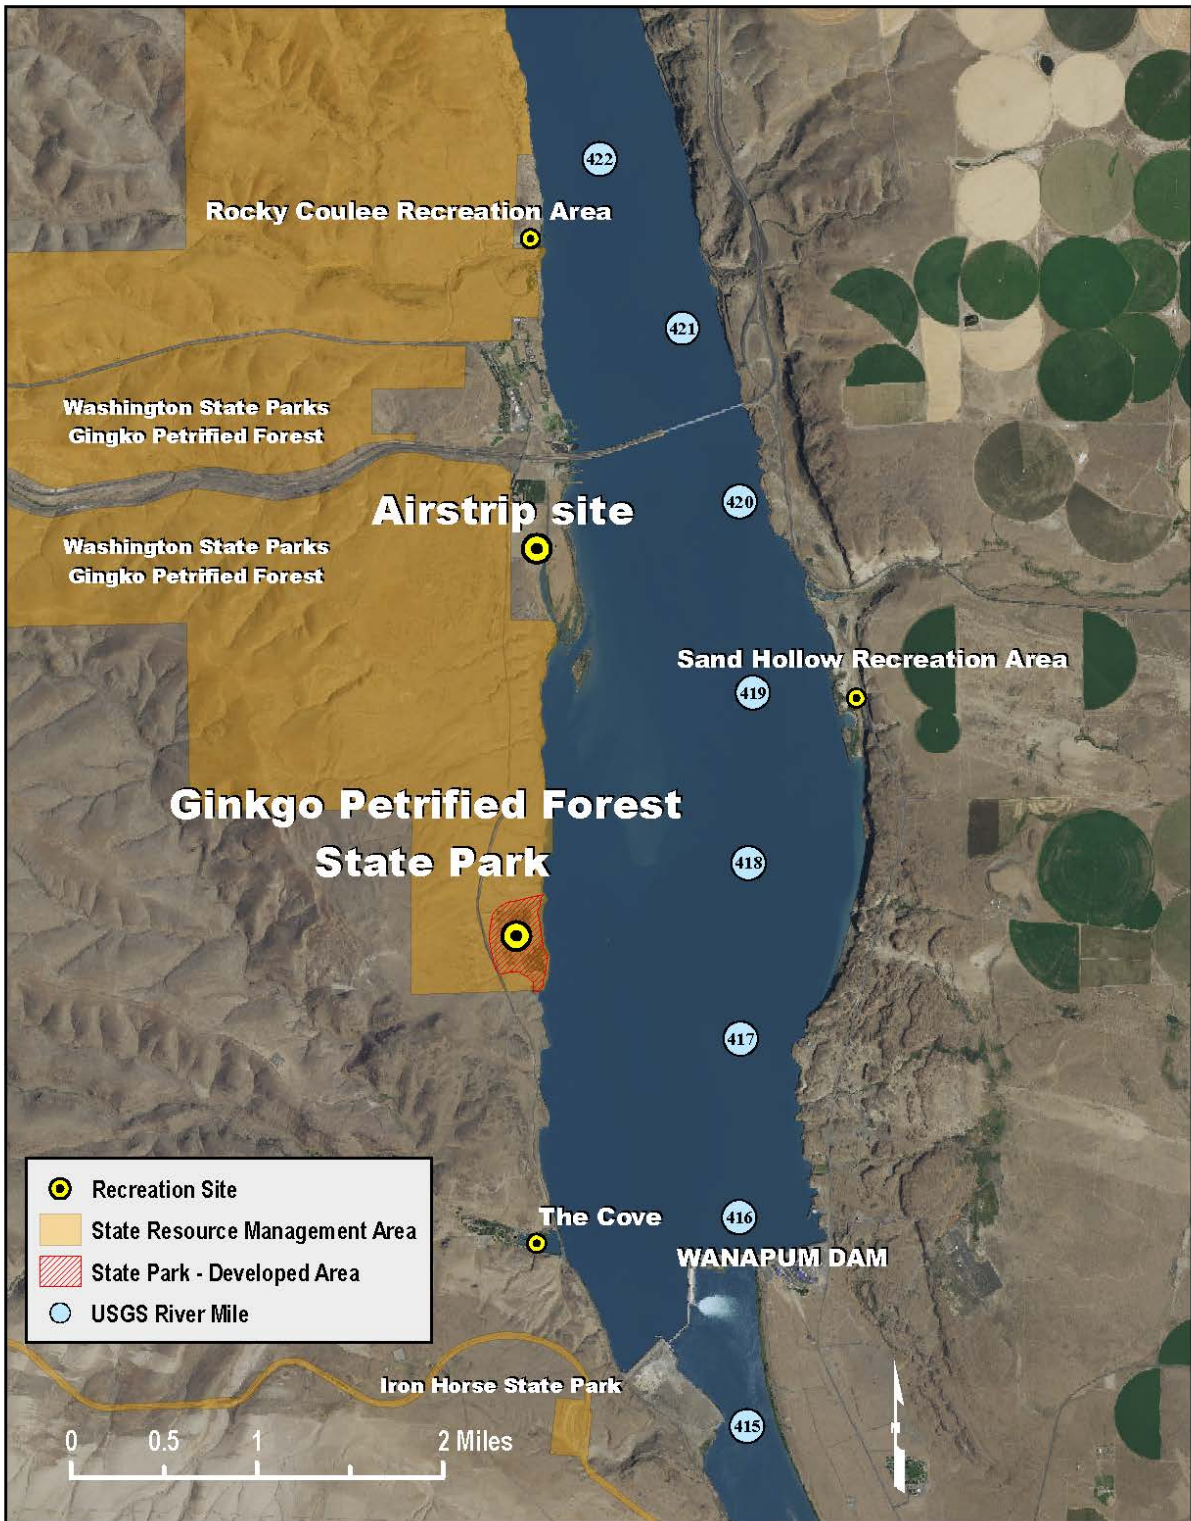 422
Rocky Coulee Recreation Area
421
Washington State Parks
Gingko Petrified Forest
420
Airstrip site
Washington State Parks
Gingko Petrified Forest
Sand Hollow Recreation Area
419
Ginkgo Petrified Forest
State Park
418
417
Recreation Site
State Resource Management Area
State Park - Developed Area
USGS River Mile
The Cove
416
WANAPUM DAM
Iron Horse State Park
415
0 0.5 1 2 Miles
N